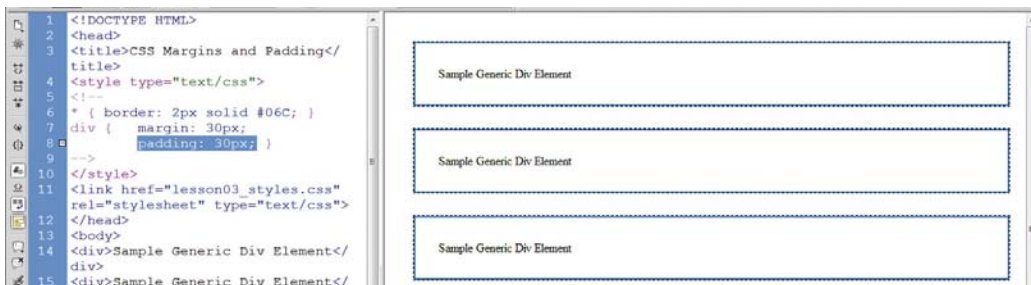 1 <!DOCTYPE HTML>
2 <head>
3 <title>CSS Margins and Padding</
title>
4 <style type="text/css">
5 <!--
6 * { border: 2px solid #06C; }
7 div {    margin: 30px;
8          padding: 30px; }
9 -->
10 </style>
11 <link href="lesson03_styles.css"
rel="stylesheet" type="text/css">
12 </head>
13 <body>
14 <div>Sample Generic Div Element</
div>
15 <div>Sample Generic Div Element</
Sample Generic Div Element
Sample Generic Div Element
Sample Generic Div Element